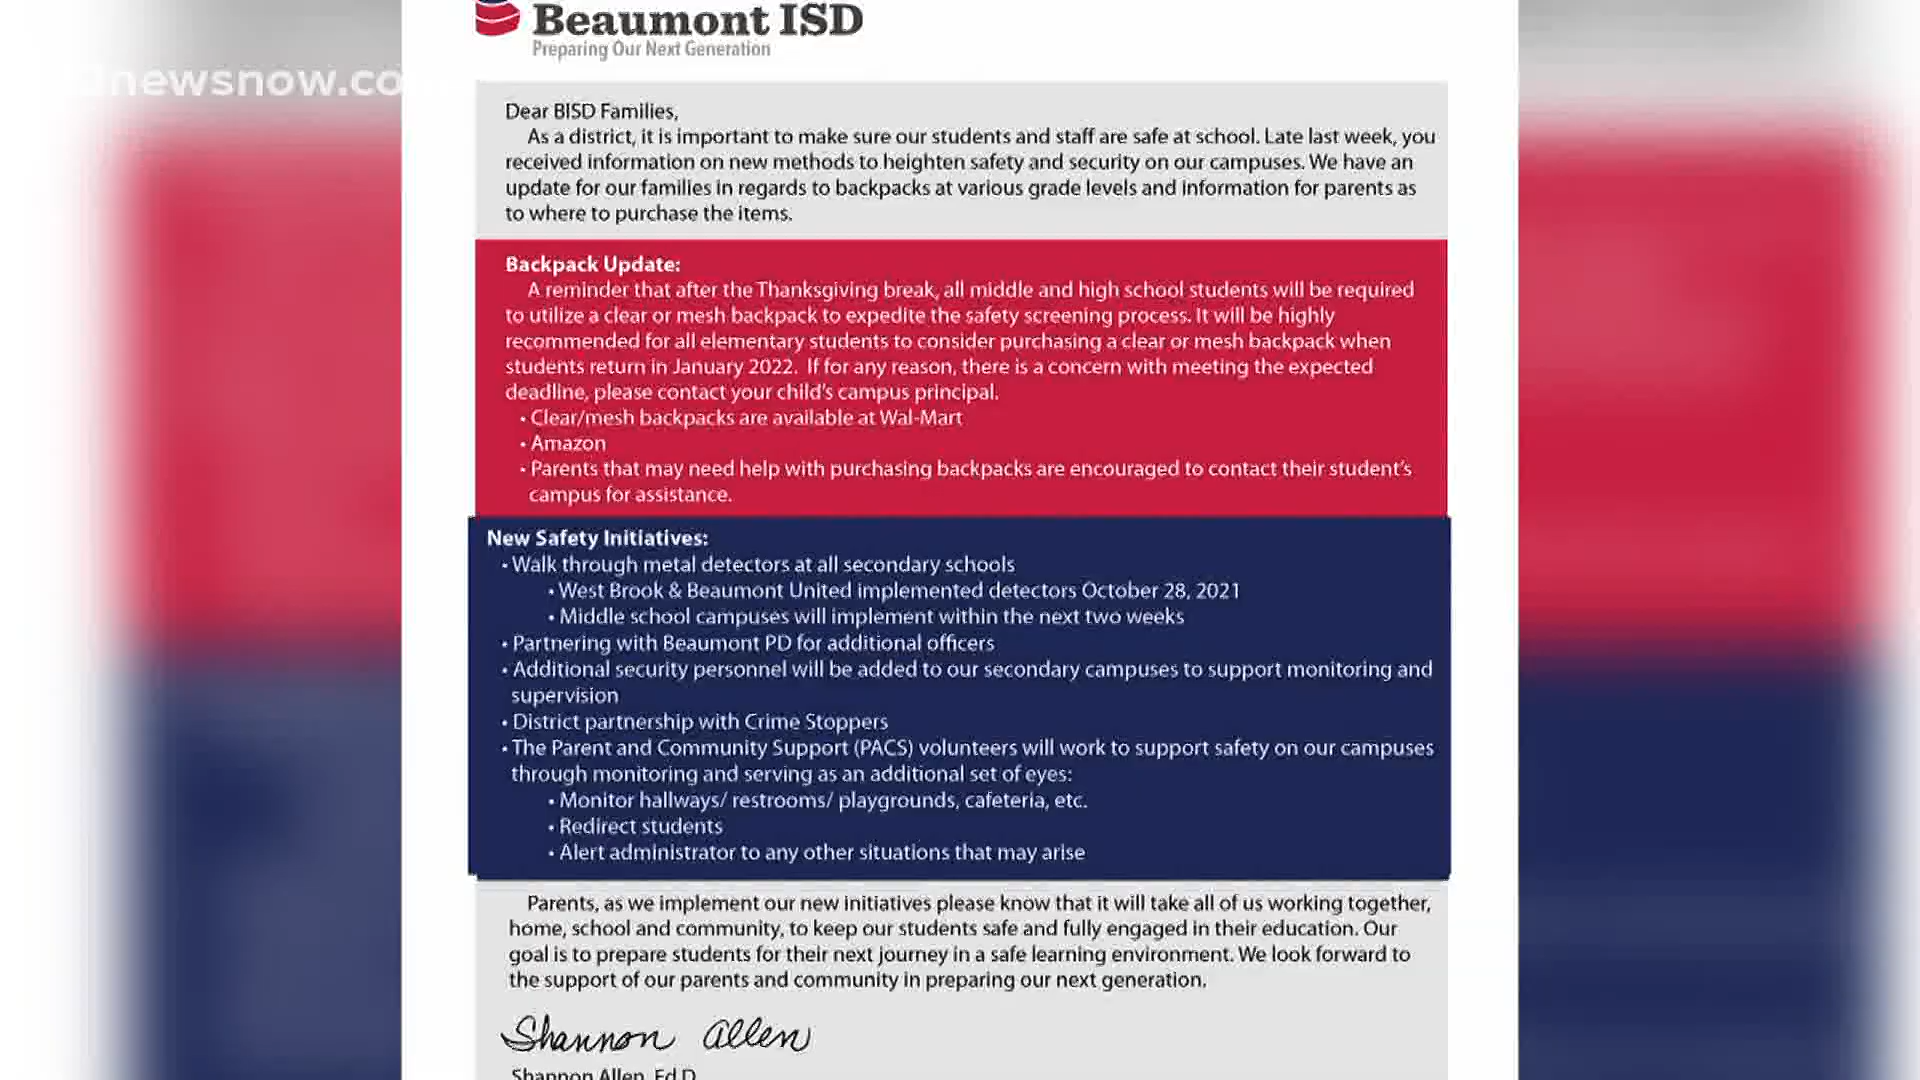 Beaumont ISD
Preparing Our Next Generation
newsnow.co
Dear BISD Families,
As a district, it is important to make sure our students and staff are safe at school. Late last week, you
received information on new methods to heighten safety and security on our campuses. We have an
update for our families in regards to backpacks at various grade levels and information for parents as
to where to purchase the items.
Backpack Update:
A reminder that after the Thanksgiving break, all middle and high school students will be required
to utilize a clear or mesh backpack to expedite the safety screening process. It will be highly
recommended for all elementary students to consider purchasing a clear or mesh backpack when
students return in January 2022. If for any reason, there is a concern with meeting the expected
deadline, please contact your child's campus principal.
• Clear/mesh backpacks are available at Wal-Mart
• Amazon
• Parents that may need help with purchasing backpacks are encouraged to contact their student's
campus for assistance.
New Safety Initiatives:
• Walk through metal detectors at all secondary schools
• West Brook & Beaumont United implemented detectors October 28, 2021
• Middle school campuses will implement within the next two weeks
• Partnering with Beaumont PD for additional officers
• Additional security personnel will be added to our secondary campuses to support monitoring and
supervision
• District partnership with Crime Stoppers
• The Parent and Community Support (PACS) volunteers will work to support safety on our campuses
through monitoring and serving as an additional set of eyes:
• Monitor hallways/ restrooms/ playgrounds, cafeteria, etc.
• Redirect students
• Alert administrator to any other situations that may arise
Parents, as we implement our new initiatives please know that it will take all of us working together,
home, school and community, to keep our students safe and fully engaged in their education. Our
goal is to prepare students for their next journey in a safe learning environment. We look forward to
the support of our parents and community in preparing our next generation.
Shannon Allen
Shannon Allen, Ed.D.